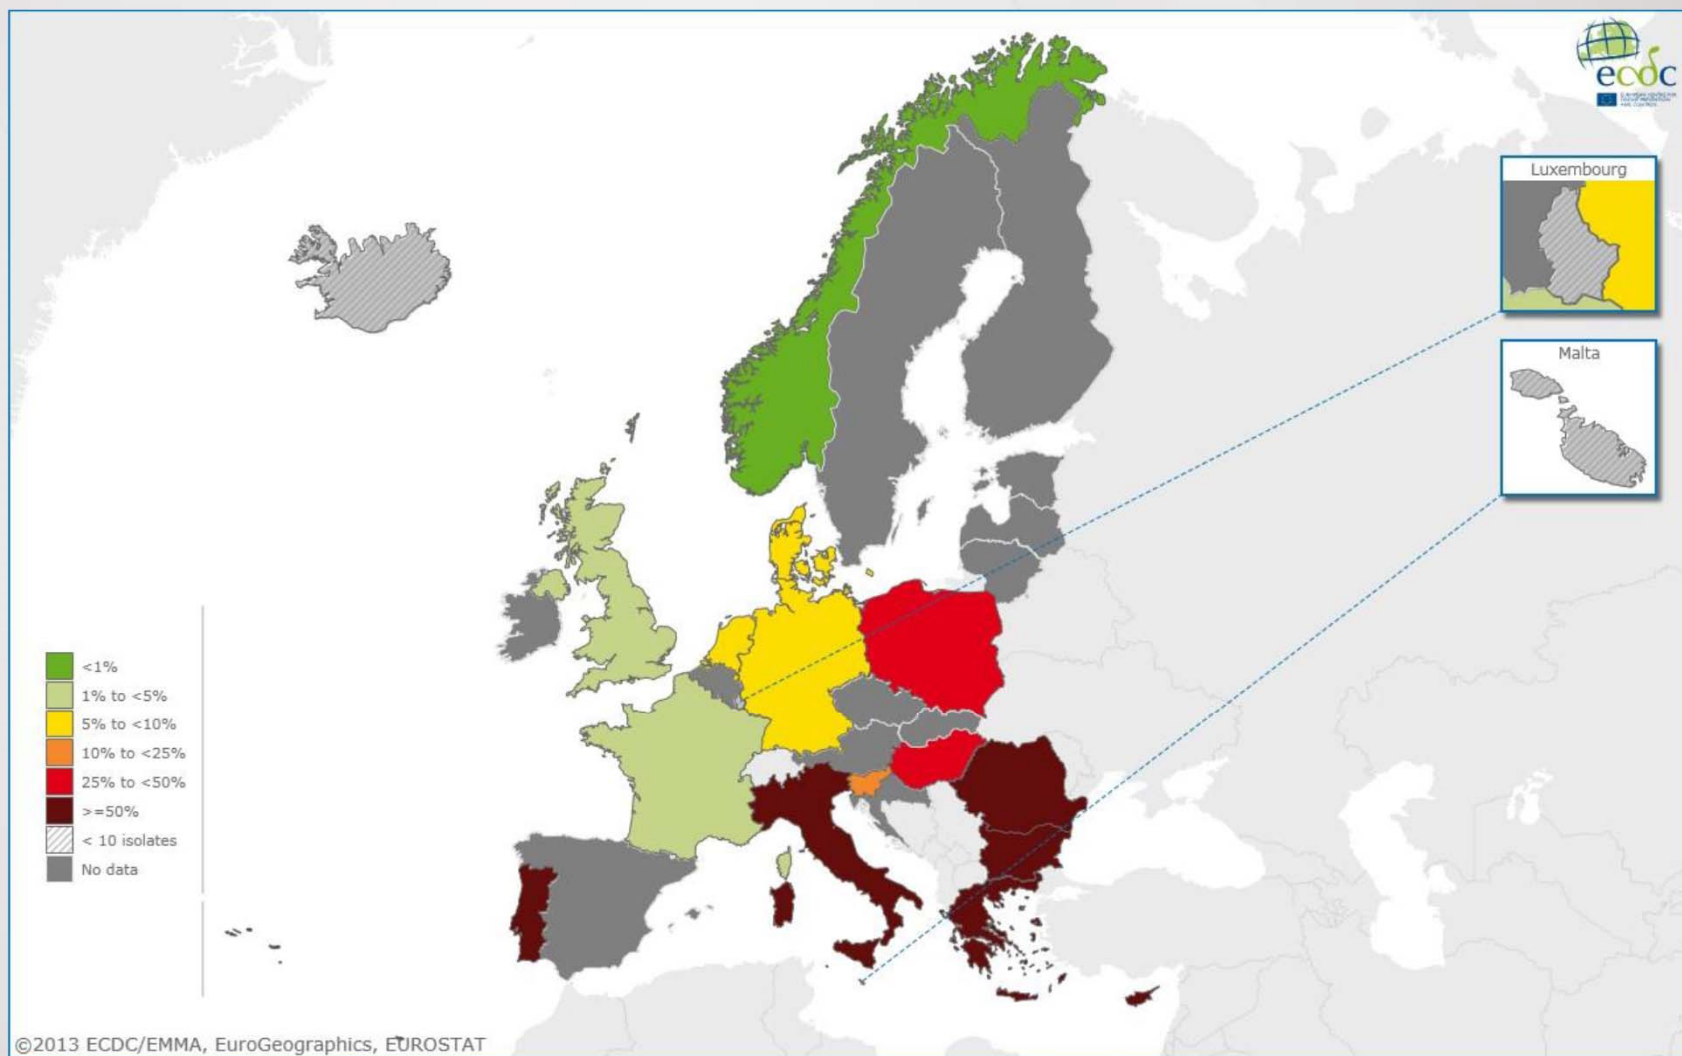 ecdc
Luxembourg
Malta
<1%
1% to <5%
5% to <10%
10% to <25%
25% to <50%
>=50%
< 10 isolates
No data
©2013 ECDC/EMMA, EuroGeographics, EUROSTAT